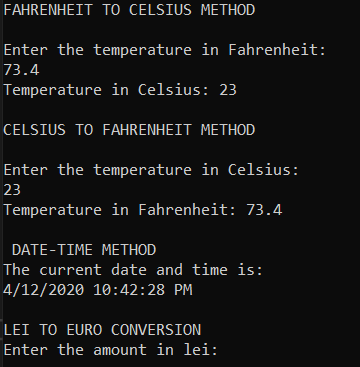 FAHRENHEIT TO CELSIUS METHOD
Enter the temperature in Fahrenheit:
73.4
Temperature in Celsius: 23
CELSIUS TO FAHRENHEIT METHOD
Enter the temperature in Celsius:
23
Temperature in Fahrenheit: 73.4
DATE-TIME METHOD
The current date and time is:
4/12/2020 10:42:28 PM
LEI TO EURO CONVERSION
Enter the amount in lei: